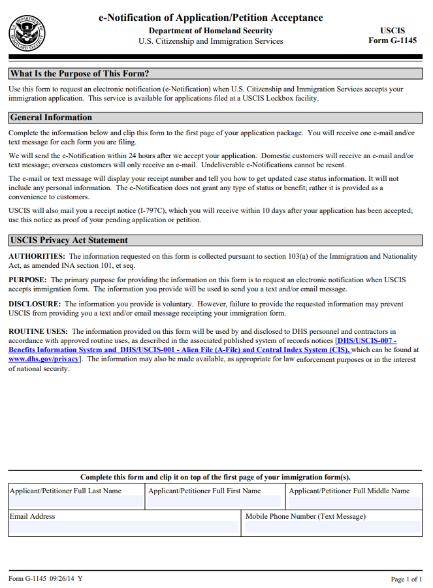 e-Notification of Application/Petition Acceptance
Department of Homeland Security
U.S. Citizenship and Immigration Services
USCIS
Form G-1145
What Is the Purpose of This Form?
Use this form to request an electronic notification (e-Notification) when U.S. Citizenship and Immigration Services accepts your
immigration application. This service is available for applications filed at a USCIS Lockbox facility.
General Information
Complete the information below and clip this form to the first page of your application package. You will receive one e-mail and/or
text message for each form you are filing.
We will send the e-Notification within 24 hours after we accept your application. Domestic customers will receive an e-mail and/or
text message; overseas customers will only receive an e-mail. Undeliverable e-Notifications cannot be resent.
The e-mail or text message will display your receipt number and tell you how to get updated case status information. It will not
include any personal information. The e-Notification does not grant any type of status or benefit; rather it is provided as a
convenience to customers.
USCIS will also mail you a receipt notice (I-797C), which you will receive within 10 days after your application has been accepted;
use this notice as proof of your pending application or petition.
USCIS Privacy Act Statement
AUTHORITIES: The information requested on this form is collected pursuant to section 103(a) of the Immigration and Nationality
Act, as amended INA section 101, et seq.
PURPOSE: The primary purpose for providing the information on this form is to request an electronic notification when USCIS
accepts immigration form. The information you provide will be used to send you a text and/or email message.
DISCLOSURE: The information you provide is voluntary. However, failure to provide the requested information may prevent
USCIS from providing you a text and/or email message receipting your immigration form.
ROUTINE USES: The information provided on this form will be used by and disclosed to DHS personnel and contractors in
accordance with approved routine uses, as described in the associated published system of records notices [DHS/USCIS-007 -
Benefits Information System and DHS/USCIS-001 - Alien File (A-File) and Central Index System (CIS), which can be found at
www.dhs.gov/privacy]. The information may also be made available, as appropriate for law enforcement purposes or in the interest
of national security.
Complete this form and clip it on top of the first page of your immigration form(s).
Applicant/Petitioner Full Last Name
Applicant/Petitioner Full First Name
Applicant/Petitioner Full Middle Name
Email Address
Mobile Phone Number (Text Message)
Form G-1145 09/26/14 Y
Page 1 of 1